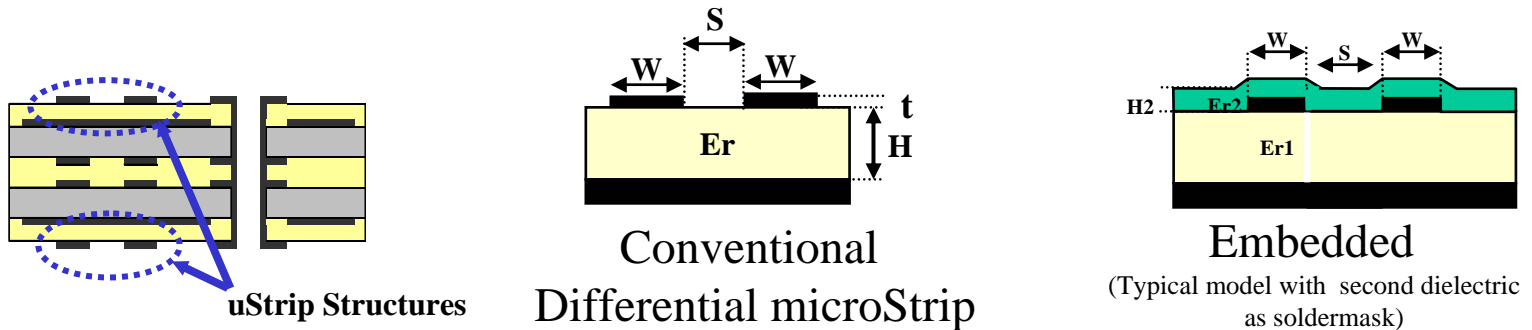 uStrip Structures
S
W W
t
H
Er
Conventional
Differential microStrip
W S W
H2
Er2
Er1
Embedded
(Typical model with second dielectric
as soldermask)